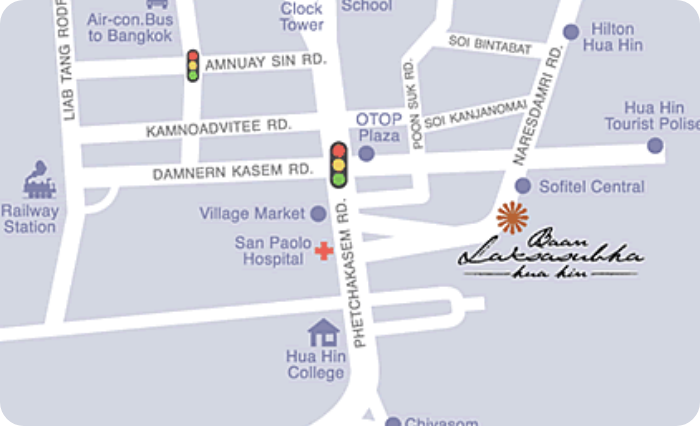 Clock
Tower
School
Air-con.Bus
to Bangkok
Hilton
Hua Hin
SOI BINTABAT
LIAB TANG RODF
AMNUAY SIN RD.
POON SUK RD.
NARESDAMRI RD.
OTOP
Plaza
SOI KANJANOMAI
Hua Hin
Tourist Polise
KAMNOADVITEE RD.
DAMNERN KASEM RD.
Railway
Station
Village Market
Sofitel Central
San Paolo
Hospital
PHETCHAKASEM RD.
Baan
Laksasubha
hua hin
Hua Hin
College
Chivasom